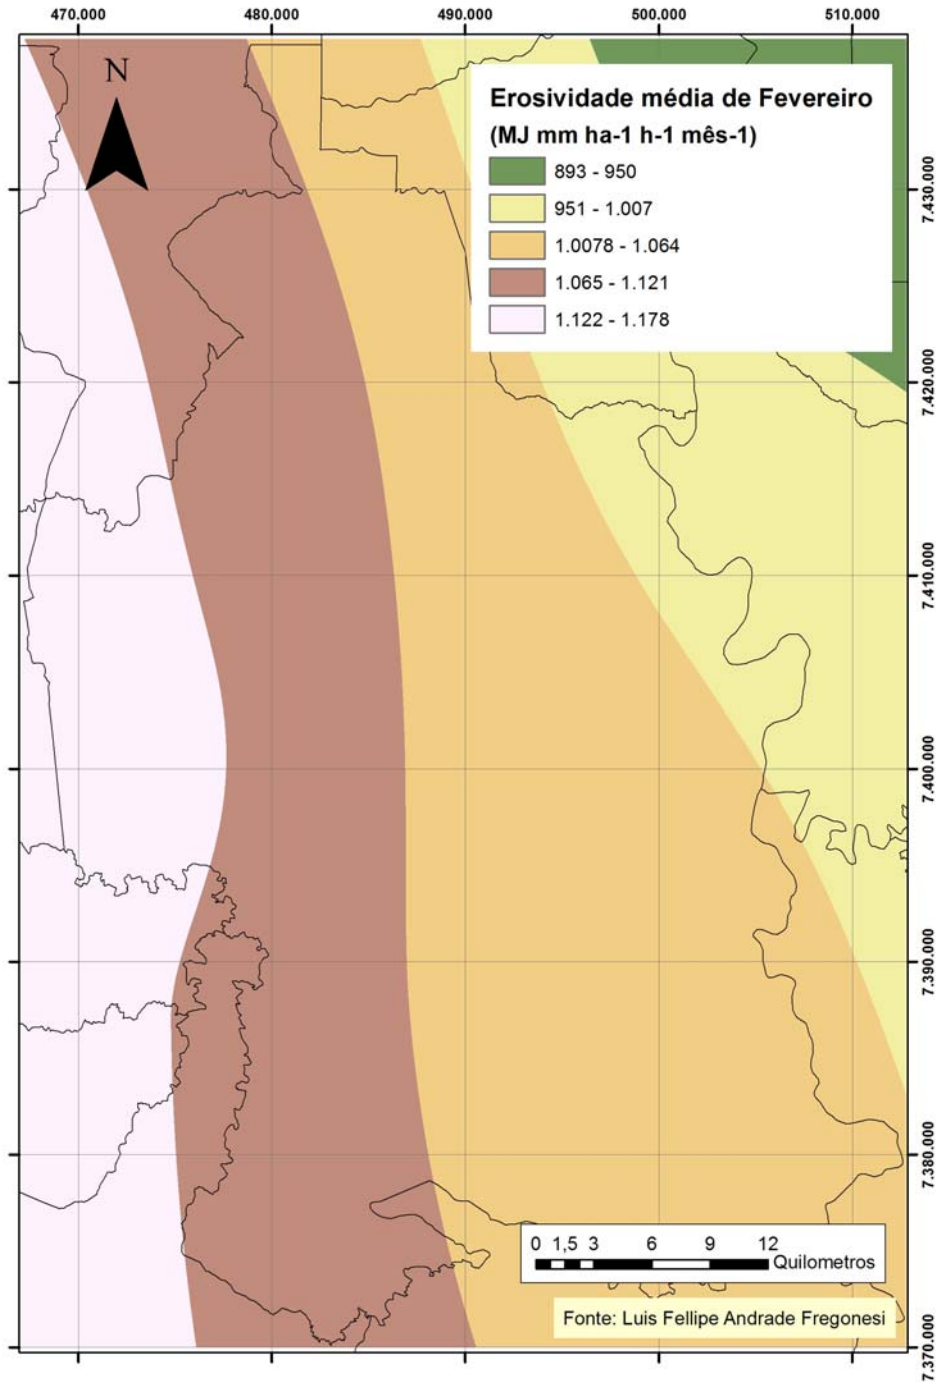 470.000 480.000 490.000 500.000 510.000
N
Erosividade média de Fevereiro
(MJ mm ha-1 h-1 mês-1)
893 - 950
951 - 1.007
1.0078 - 1.064
1.065 - 1.121
1.122 - 1.178
7.430.000
7.420.000
7.410.000
7.400.000
7.390.000
7.380.000
7.370.000
0 1,5 3 6 9 12
Quilometros
Fonte: Luis Fellipe Andrade Fregonesi